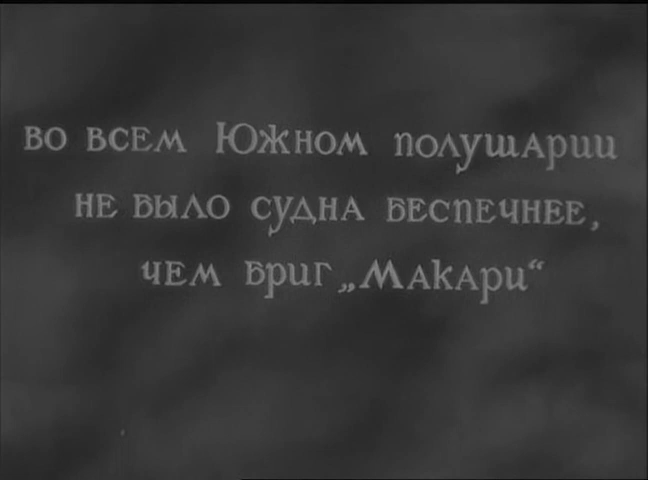 во всем Южном полушарии
не было судна беспечнее,
чем бриг „Макари“